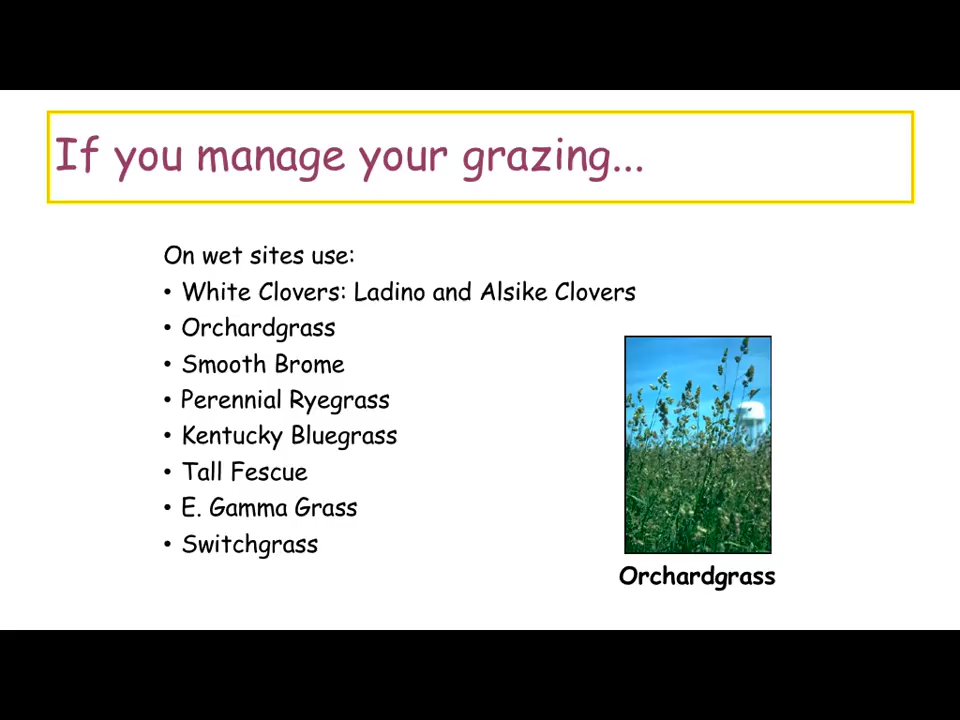 If you manage your grazing...
On wet sites use:
• White Clovers: Ladino and Alsike Clovers
• Orchardgrass
• Smooth Brome
• Perennial Ryegrass
• Kentucky Bluegrass
• Tall Fescue
• E. Gamma Grass
• Switchgrass
Orchardgrass